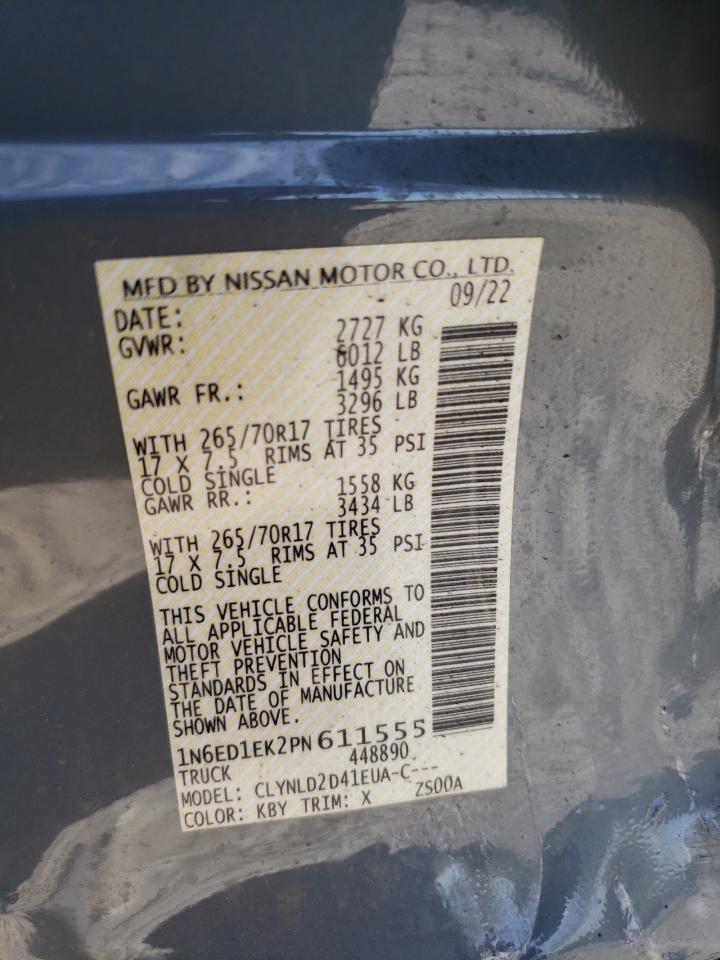 MFD BY NISSAN MOTOR CO., LTD.
DATE: 09/22
GVWR: 2727 KG
6012 LB
GAWR FR.: 1495 KG
3296 LB
WITH 265/70R17 TIRES
17 X 7.5 RIMS AT 35 PSI
COLD SINGLE
GAWR RR.: 1558 KG
3434 LB
WITH 265/70R17 TIRES
17 X 7.5 RIMS AT 35 PSI
COLD SINGLE
THIS VEHICLE CONFORMS TO
ALL APPLICABLE FEDERAL
MOTOR VEHICLE SAFETY AND
THEFT PREVENTION
STANDARDS IN EFFECT ON
THE DATE OF MANUFACTURE
SHOWN ABOVE.
1N6ED1EK2PN611555
TRUCK 448890
MODEL: CLYNLD2D41EUA-C---
COLOR: KBY TRIM: X ZS00A